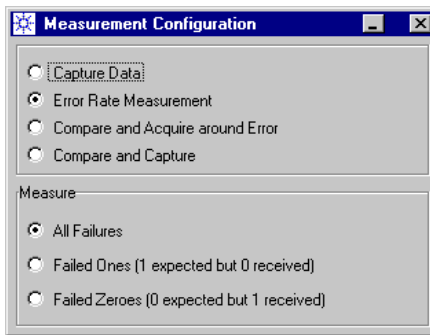 Measurement Configuration
Capture Data
Error Rate Measurement
Compare and Acquire around Error
Compare and Capture
Measure
All Failures
Failed Ones (1 expected but 0 received)
Failed Zeroes (0 expected but 1 received)